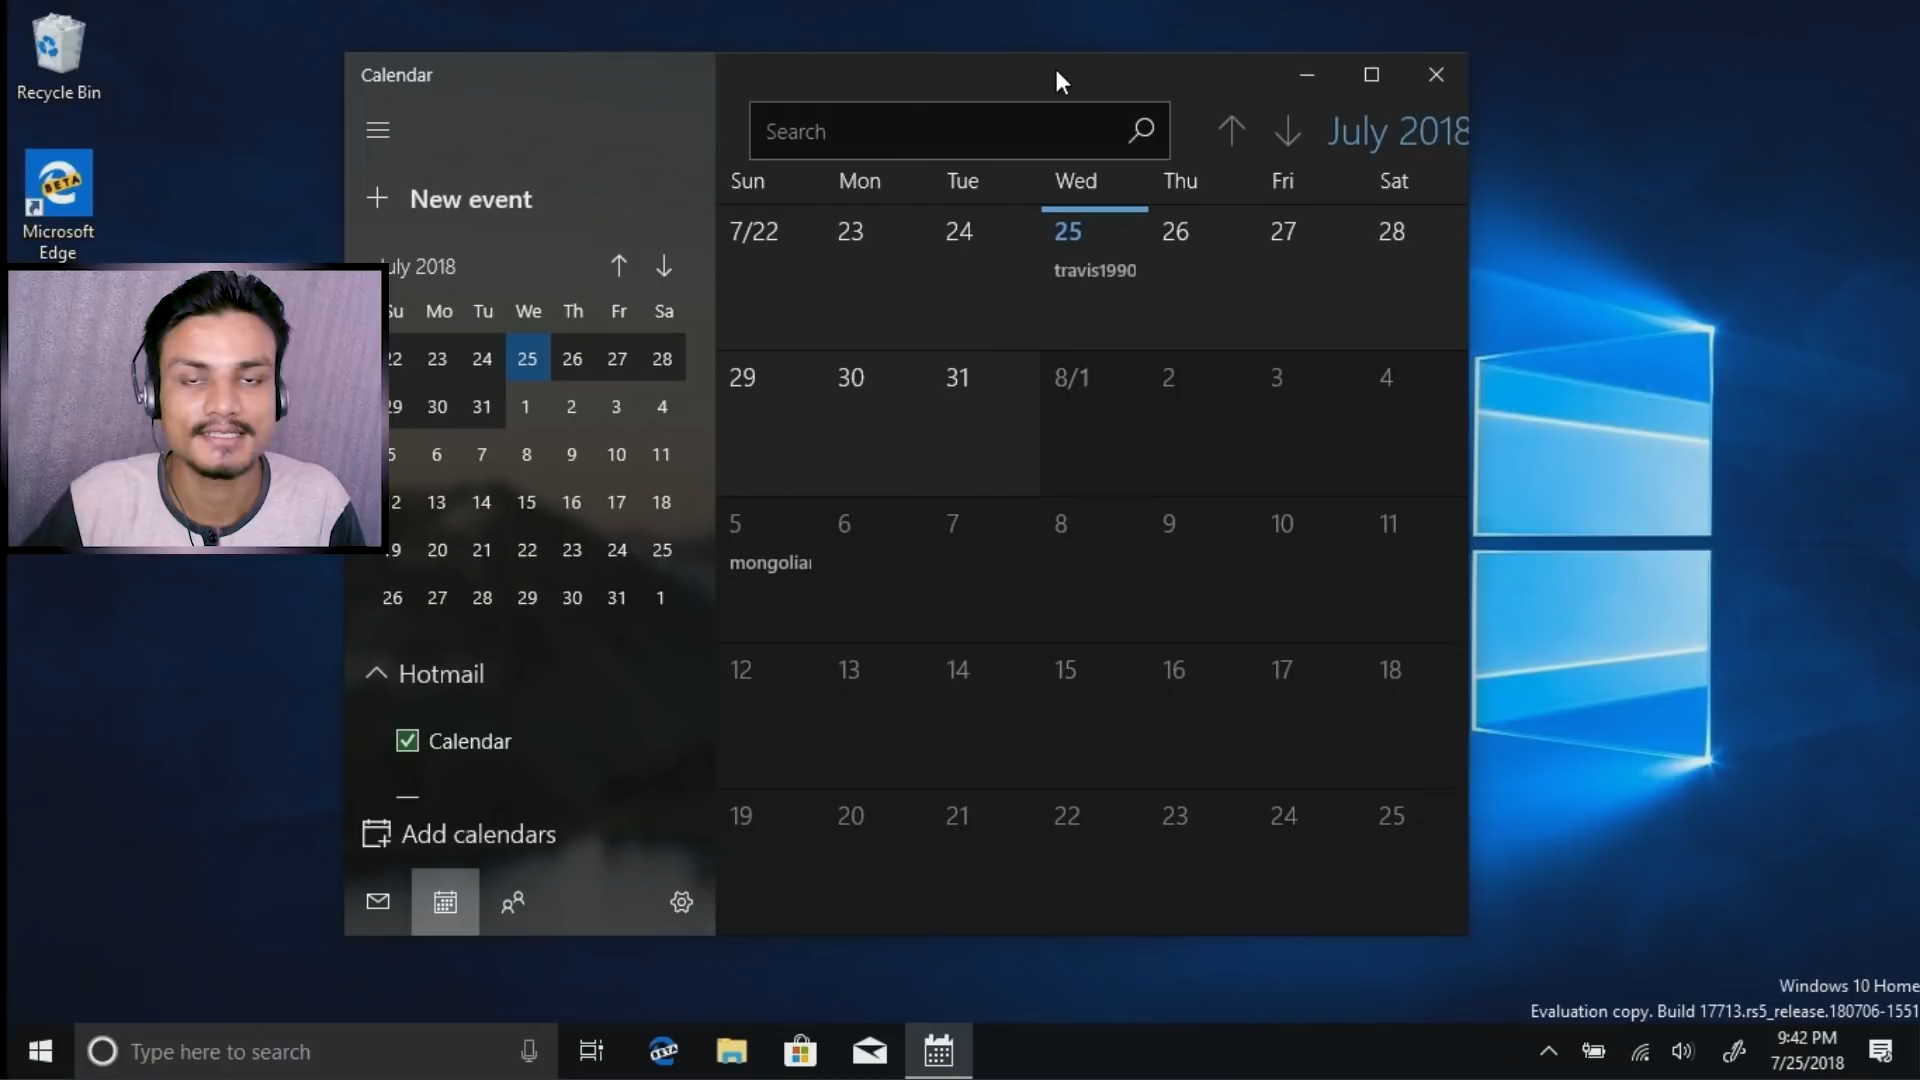 Recycle Bin
BETA
Microsoft
Edge
Calendar
New event
July 2018
Mo Tu We Th Fr Sa
23 24 25 26 27 28
30 31 1 2 3 4
5 6 7 8 9 10 11
13 14 15 16 17 18
20 21 22 23 24 25
26 27 28 29 30 31 1
Hotmail
Calendar
Add calendars
Search
July 2018
Sun Mon Tue Wed Thu Fri Sat
7/22 23 24 25 26 27 28
travis1990
29 30 31 8/1 2 3 4
5 6 7 8 9 10 11
mongolian
12 13 14 15 16 17 18
19 20 21 22 23 24 25
Windows 10 Home
Evaluation copy. Build 17713.rs5_release.180706-1551
Type here to search
BETA
9:42 PM
7/25/2018